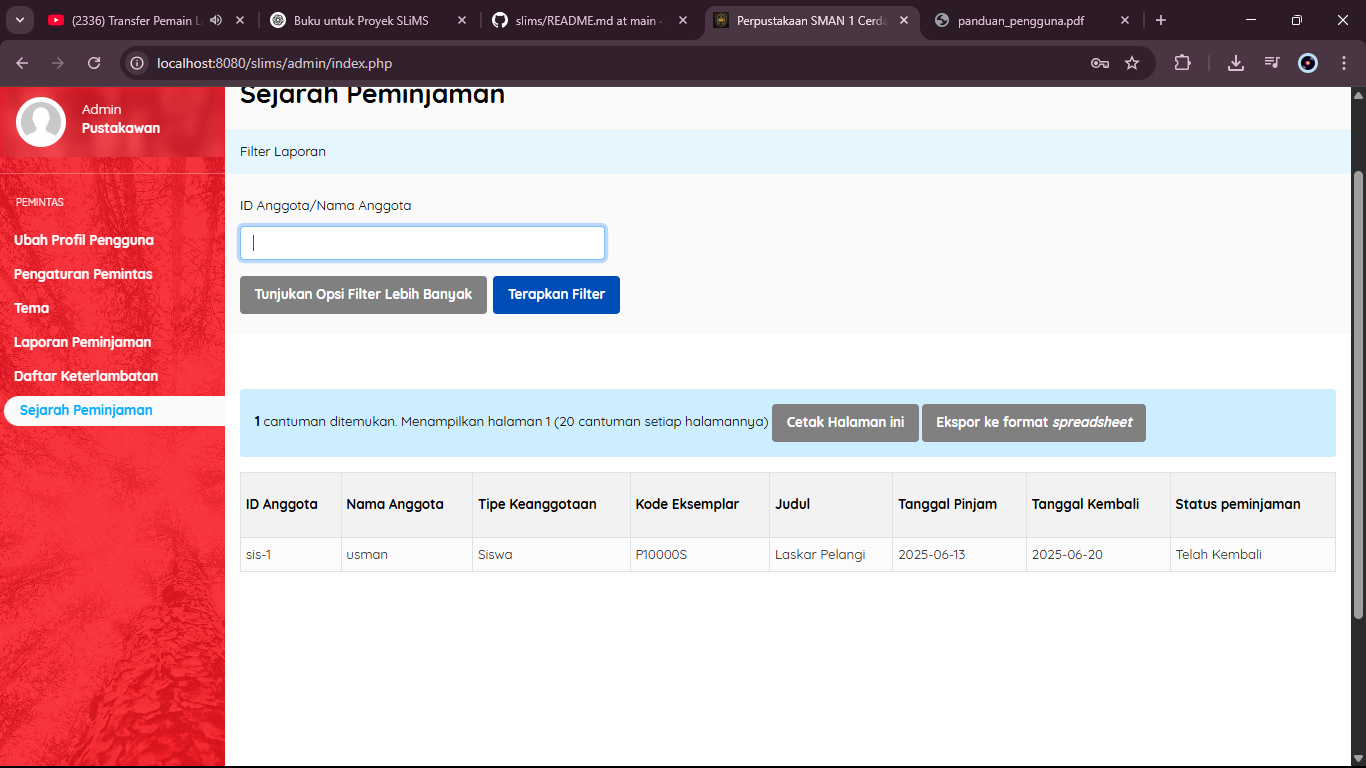 (2336) Transfer Pemain L
Buku untuk Proyek SLiMS
slims/README.md at main
Perpustakaan SMAN 1 Cerda
panduan_pengguna.pdf
localhost:8080/slims/admin/index.php
Admin
Pustakawan
PEMINTAS
Ubah Profil Pengguna
Pengaturan Pemintas
Tema
Laporan Peminjaman
Daftar Keterlambatan
Sejarah Peminjaman
Sejarah Peminjaman
Filter Laporan
ID Anggota/Nama Anggota
Tunjukan Opsi Filter Lebih Banyak
Terapkan Filter
1 cantuman ditemukan. Menampilkan halaman 1 (20 cantuman setiap halamannya) Cetak Halaman ini Ekspor ke format spreadsheet
ID Anggota Nama Anggota Tipe Keanggotaan Kode Eksemplar Judul Tanggal Pinjam Tanggal Kembali Status peminjaman
sis-1 usman Siswa P10000S Laskar Pelangi 2025-06-13 2025-06-20 Telah Kembali